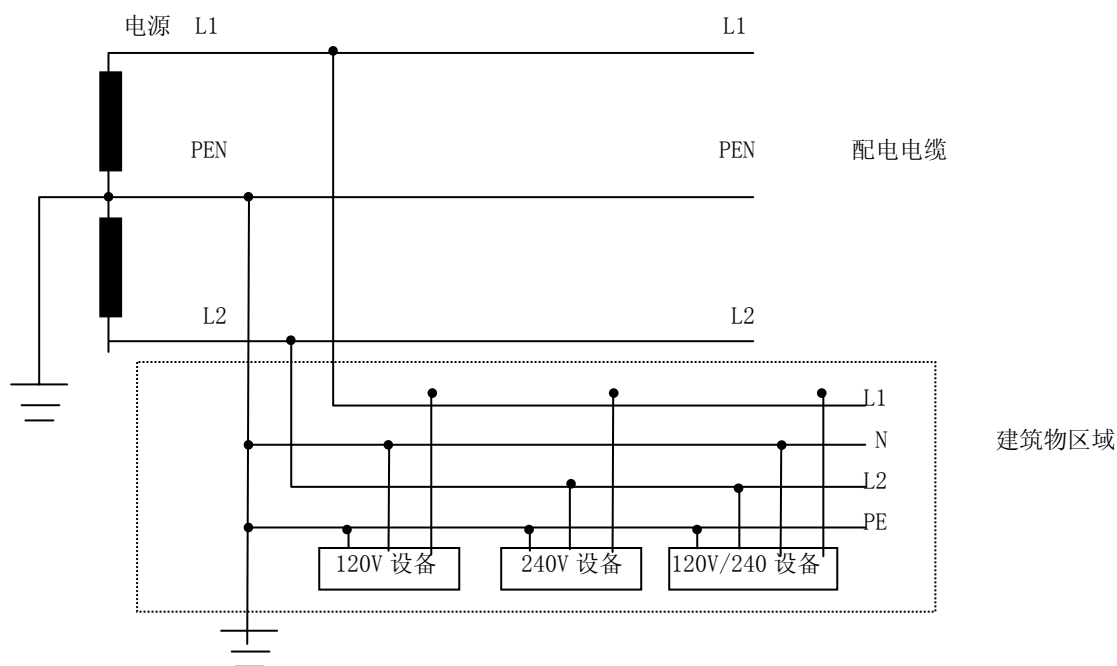 电源 L1 L1
PEN PEN 配电电缆
L2 L2
L1
N 建筑物区域
L2
PE
120V 设备 240V 设备 120V/240 设备